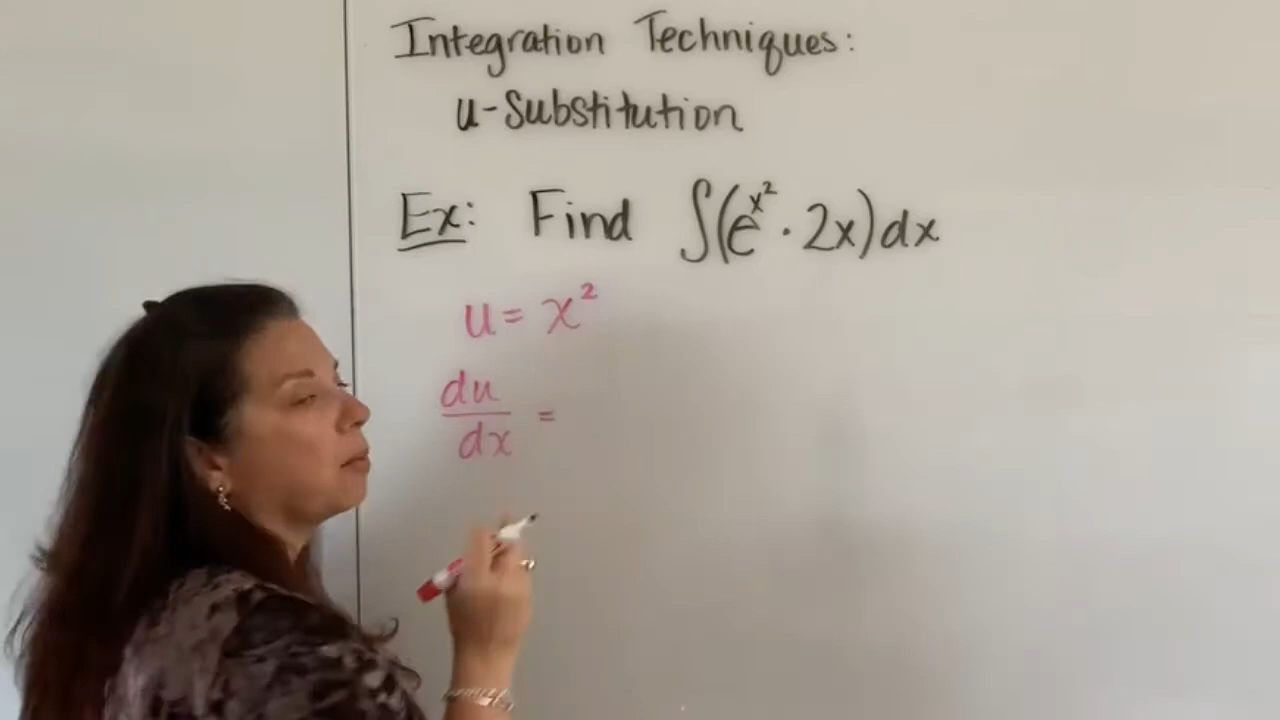 Integration Techniques:
u-Substitution
Ex: Find ∫(e^x² · 2x)dx
u = x²
du/dx =